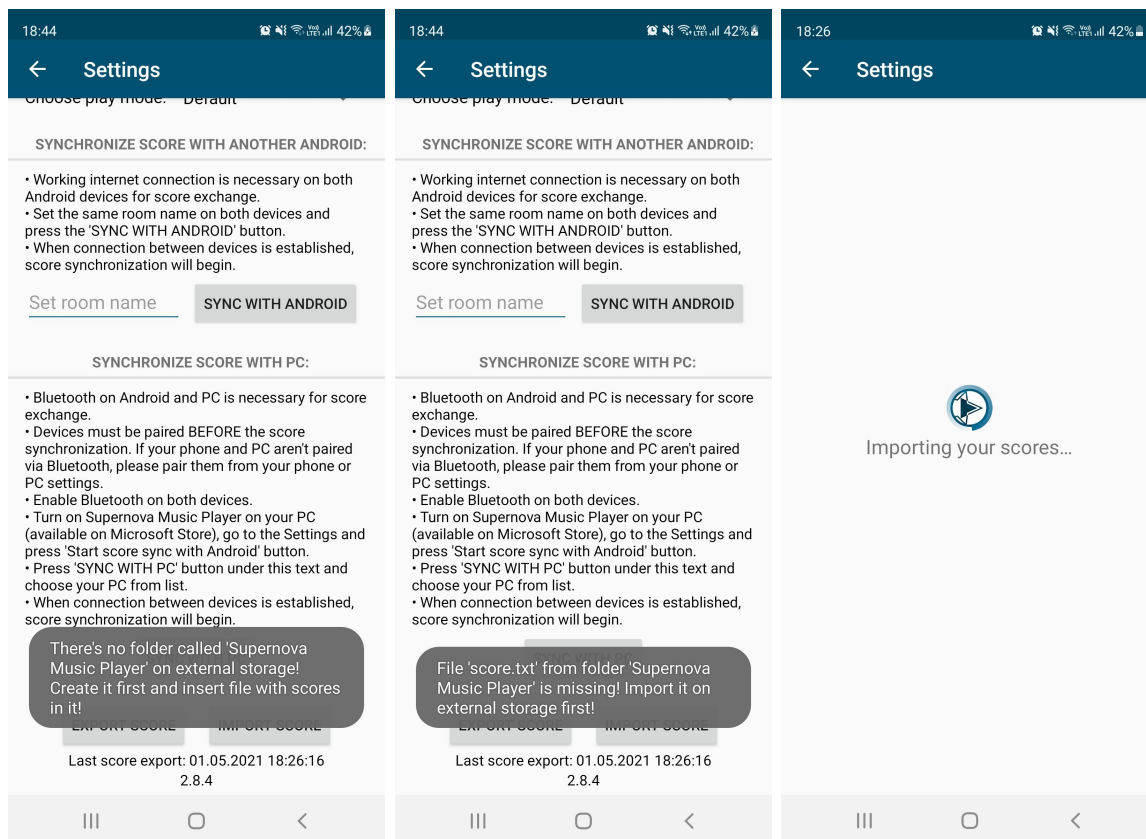 18:44
42%
Settings
Choose play mode: Default
SYNCHRONIZE SCORE WITH ANOTHER ANDROID:
• Working internet connection is necessary on both
Android devices for score exchange.
• Set the same room name on both devices and
press the 'SYNC WITH ANDROID' button.
• When connection between devices is established,
score synchronization will begin.
Set room name
SYNC WITH ANDROID
SYNCHRONIZE SCORE WITH PC:
• Bluetooth on Android and PC is necessary for score
exchange.
• Devices must be paired BEFORE the score
synchronization. If your phone and PC aren't paired
via Bluetooth, please pair them from your phone or
PC settings.
• Enable Bluetooth on both devices.
• Turn on Supernova Music Player on your PC
(available on Microsoft Store), go to the Settings and
press 'Start score sync with Android' button.
• Press 'SYNC WITH PC' button under this text and
choose your PC from list.
• When connection between devices is established,
score synchronization will begin.
There's no folder called 'Supernova
Music Player' on external storage!
Create it first and insert file with scores
in it!
EXPORT SCORE
IMPORT SCORE
Last score export: 01.05.2021 18:26:16
2.8.4
18:44
Vo))
LTE1
42%
Settings
Choose play mode: Default
SYNCHRONIZE SCORE WITH ANOTHER ANDROID:
• Working internet connection is necessary on both
Android devices for score exchange.
• Set the same room name on both devices and
press the 'SYNC WITH ANDROID' button.
• When connection between devices is established,
score synchronization will begin.
Set room name
SYNC WITH ANDROID
SYNCHRONIZE SCORE WITH PC:
• Bluetooth on Android and PC is necessary for score
exchange.
• Devices must be paired BEFORE the score
synchronization. If your phone and PC aren't paired
via Bluetooth, please pair them from your phone or
PC settings.
• Enable Bluetooth on both devices.
• Turn on Supernova Music Player on your PC
(available on Microsoft Store), go to the Settings and
press 'Start score sync with Android' button.
• Press 'SYNC WITH PC' button under this text and
choose your PC from list.
• When connection between devices is established,
score synchronization will begin.
SYNC WITH PC
File 'score.txt' from folder 'Supernova
Music Player' is missing! Import it on
external storage first!
EXPORT SCORE
IMPORT SCORE
Last score export: 01.05.2021 18:26:16
2.8.4
18:26
Vo))
LTE1
42%
Settings
Importing your scores...